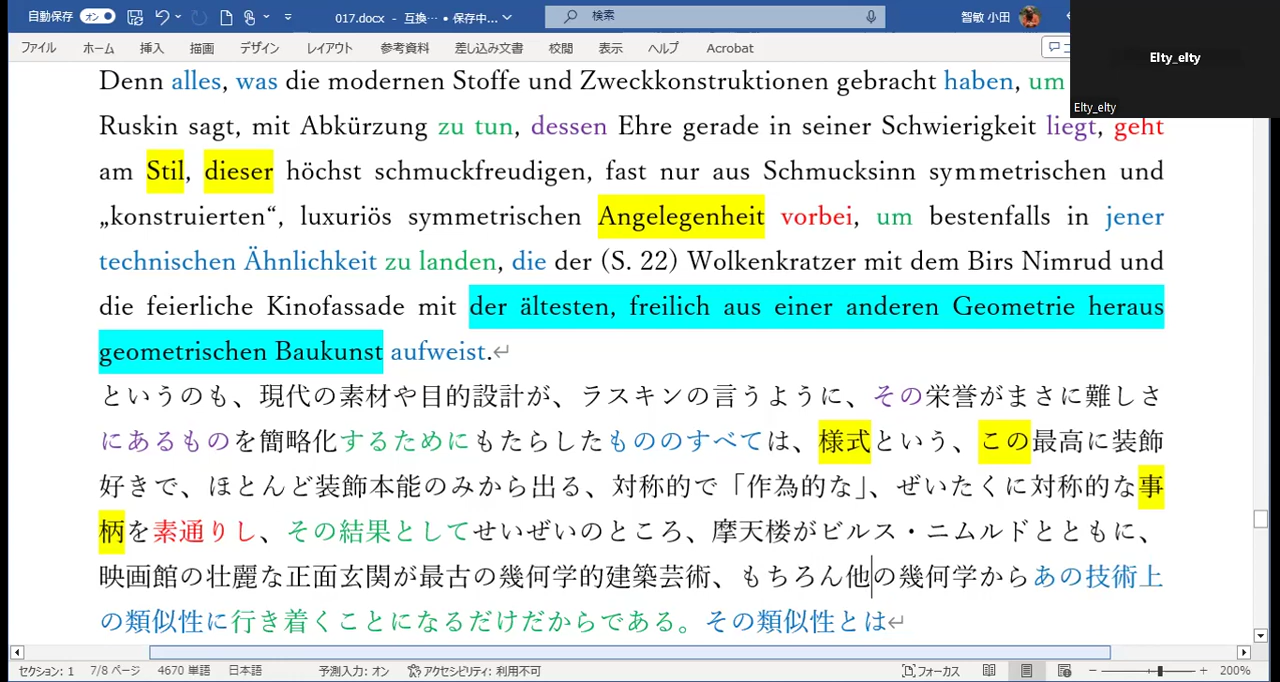 自動保存 オン 017.docx - 互換… • 保存中… 検索 智敏 小田
ファイル ホーム 挿入 描画 デザイン レイアウト 参考資料 差し込み文書 校閲 表示 ヘルプ Acrobat
Elty_elty
Elty_elty
Denn alles, was die modernen Stoffe und Zweckkonstruktionen gebracht haben, um
Ruskin sagt, mit Abkürzung zu tun, dessen Ehre gerade in seiner Schwierigkeit liegt, geht
am Stil, dieser höchst schmuckfreudigen, fast nur aus Schmucksinn symmetrischen und
„konstruierten“, luxuriös symmetrischen Angelegenheit vorbei, um bestenfalls in jener
technischen Ähnlichkeit zu landen, die der (S. 22) Wolkenkratzer mit dem Birs Nimrud und
die feierliche Kinofassade mit der ältesten, freilich aus einer anderen Geometrie heraus
geometrischen Baukunst aufweist.↵
というのも、現代の素材や目的設計が、ラスキンの言うように、その栄誉がまさに難しさ
にあるものを簡略化するためにもたらしたもののすべては、様式という、この最高に装飾
好きで、ほとんど装飾本能のみから出る、対称的で「作為的な」、ぜいたくに対称的な事
柄を素通りし、その結果としてせいぜいのところ、摩天楼がビルス・ニムルドとともに、
映画館の壮麗な正面玄関が最古の幾何学的建築芸術、もちろん他の幾何学からあの技術上
の類似性に行き着くことになるだけだからである。その類似性とは↵
セクション: 1 7/8 ページ 4670 単語 日本語 予測入力: オン アクセシビリティ: 利用不可 フォーカス 200%